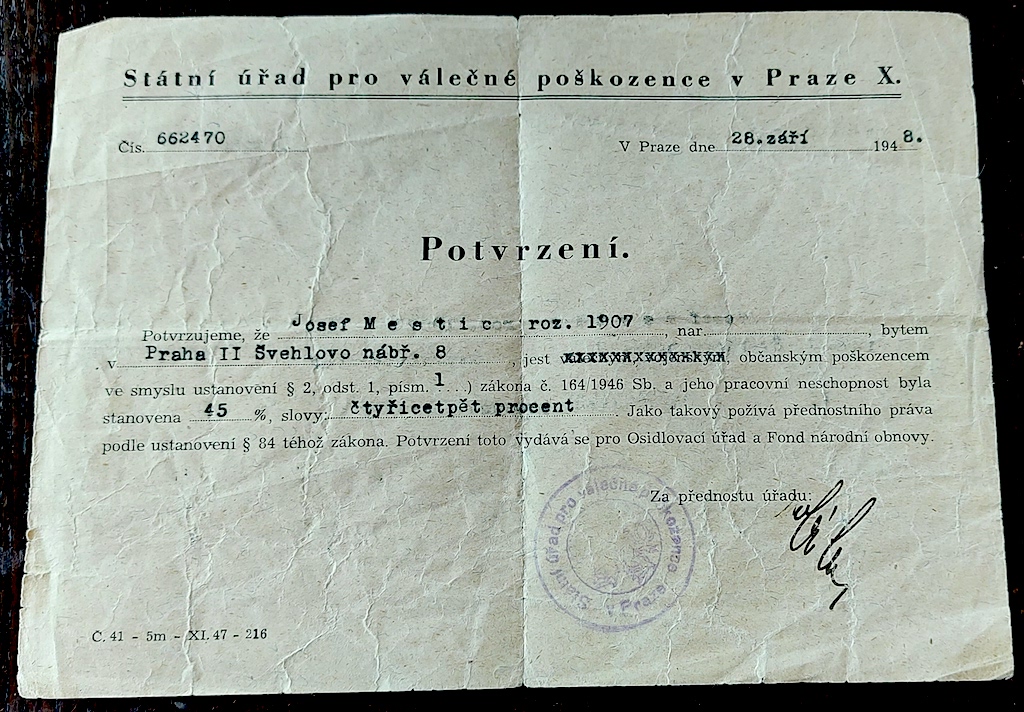 Státní úřad pro válečné poškozence v Praze X.
Čís. 662470
V Praze dne 28.září 1948.
Potvrzení.
Potvrzujeme, že Josef Mestic roz. 1907, nar. , bytem
v Praha II Švehlovo nábř. 8, jest občanským poškozencem
ve smyslu ustanovení § 2, odst. 1, písm. 1...) zákona č. 164/1946 Sb. a jeho pracovní neschopnost byla
stanovena 45 %, slovy: čtyřicetpět procent. Jako takový požívá přednostního práva
podle ustanovení § 84 téhož zákona. Potvrzení toto vydává se pro Osidlovací úřad a Fond národní obnovy.
Za přednostu úřadu:
Státní úřad pro válečné poškozence v Praze
Č. 41 - 5m - XI. 47 - 216